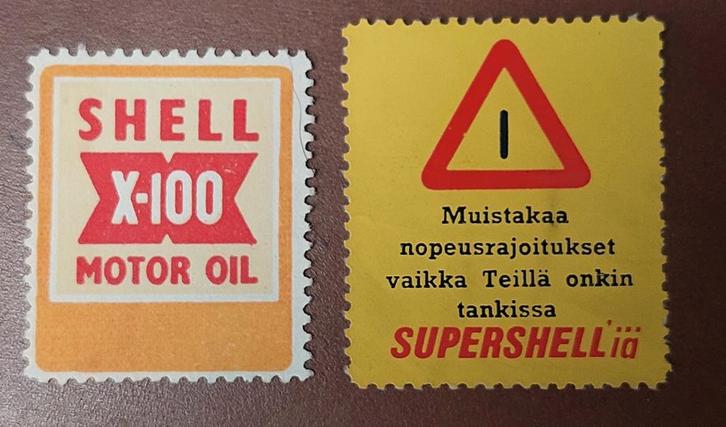 SHELL
X-100
MOTOR OIL
Muistakaa
nopeusrajoitukset
vaikka Teillä onkin
tankissa
SUPERSHELL'iä